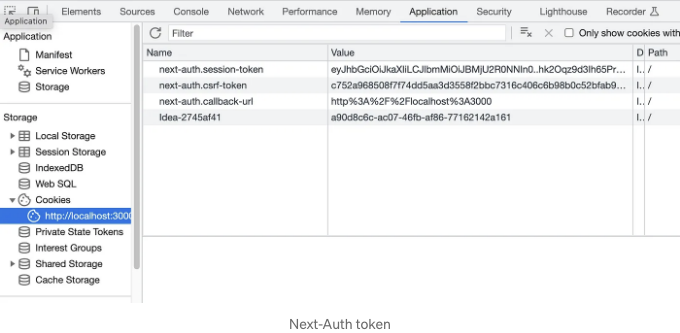 Elements Sources Console Network Performance Memory Application Security Lighthouse Recorder
Application
Application
Filter
Only show cookies with
Name Value D Path
Manifest
Service Workers
Storage
next-auth.session-token eyJhbGciOiJkaXIiLCJlbmMiOiJBMjU2R0NNIn0..hk2Oqz9d3Ih65Pr... l.. /
next-auth.csrf-token c752a968508f7f74dd5aa3d3558f2bbc7316c406c6b98b0c52bfab9... l.. /
next-auth.callback-url http%3A%2F%2Flocalhost%3A3000 l.. /
Idea-2745af41 a90d8c6c-ac07-46fb-af86-77162142a161 l.. /
Storage
Local Storage
Session Storage
IndexedDB
Web SQL
Cookies
http://localhost:3000
Private State Tokens
Interest Groups
Shared Storage
Cache Storage
Next-Auth token